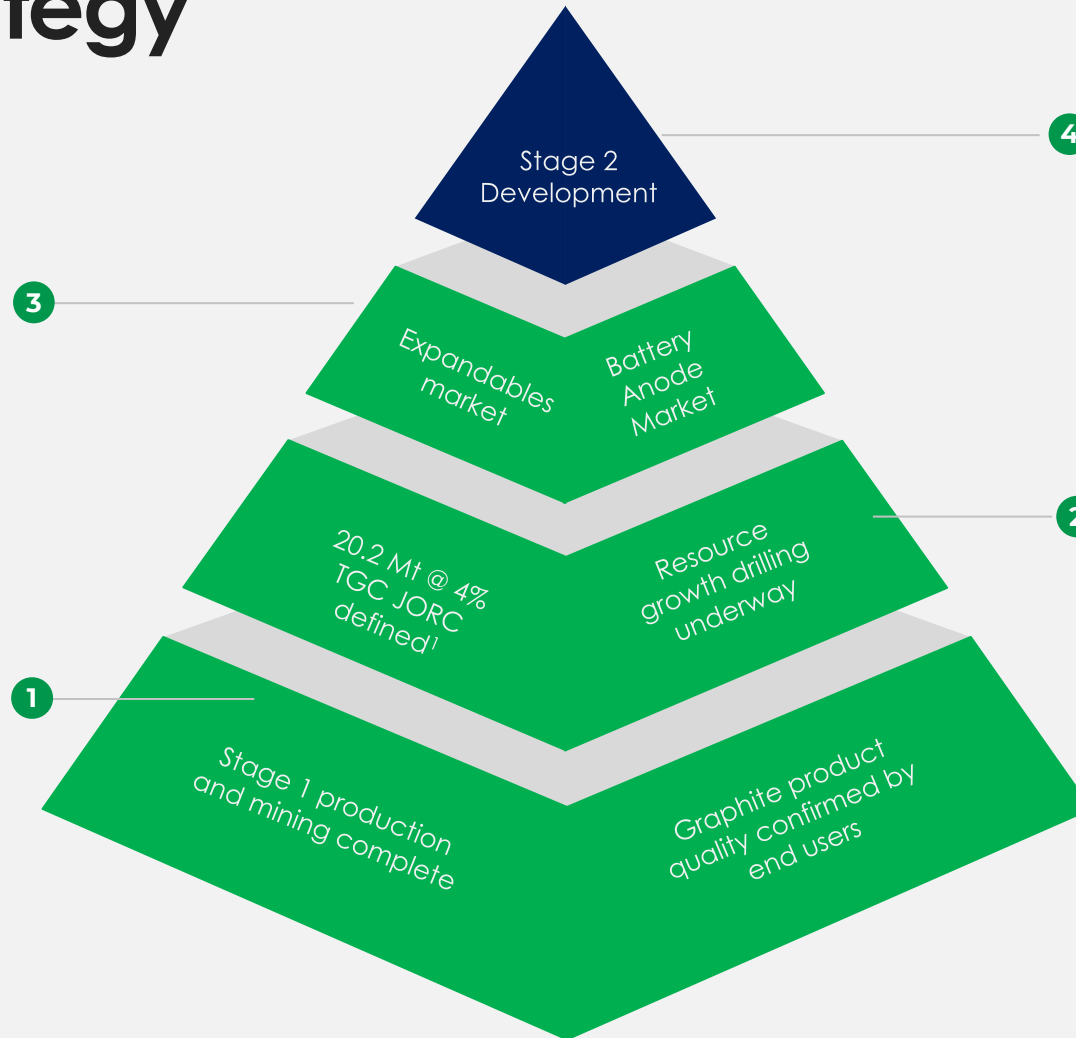 tegy
Stage 2
Development
4
3
Expandables
market
Battery
Anode
Market
20.2 Mt @ 4%
TGC JORC
defined1
Resource
growth drilling
underway
2
1
Stage 1 production
and mining complete
Graphite product
quality confirmed by
end users